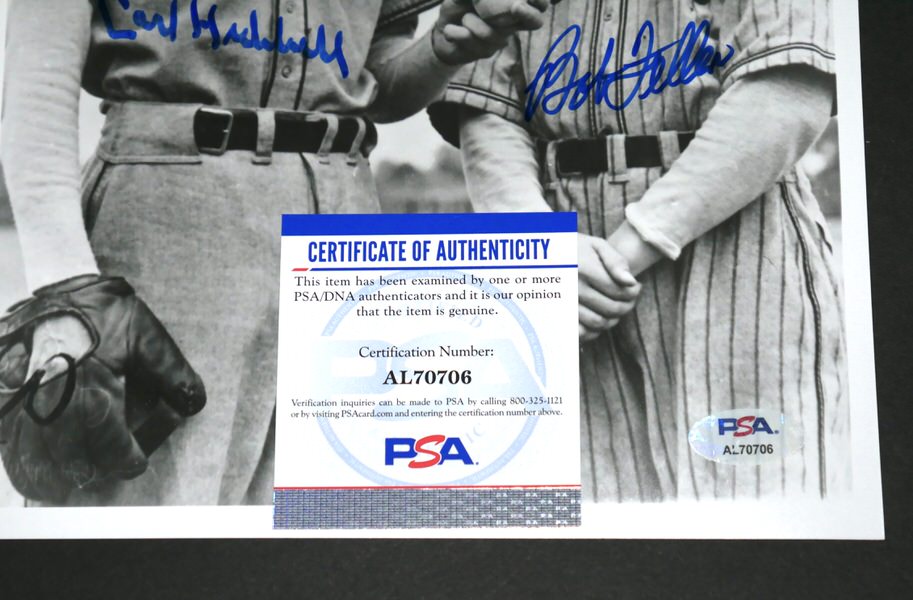 Carl Hubbell
Bob Feller
CERTIFICATE OF AUTHENTICITY
This item has been examined by one or more
PSA/DNA authenticators and it is our opinion
that the item is genuine.
Certification Number:
AL70706
Verification inquiries can be made to PSA by calling 800-325-1121
or by visiting PSAcard.com and entering the certification number above.
PSA.
PSA.
AL70706